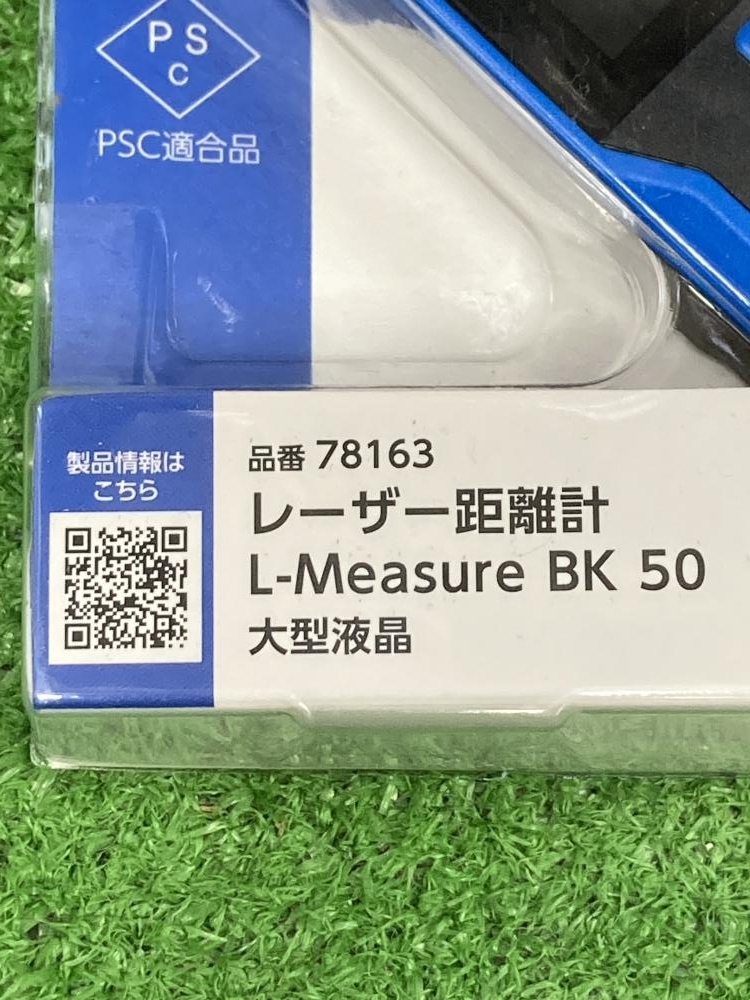 PS
C
PSC適合品
製品情報は
こちら
品番 78163
レーザー距離計
L-Measure BK 50
大型液晶